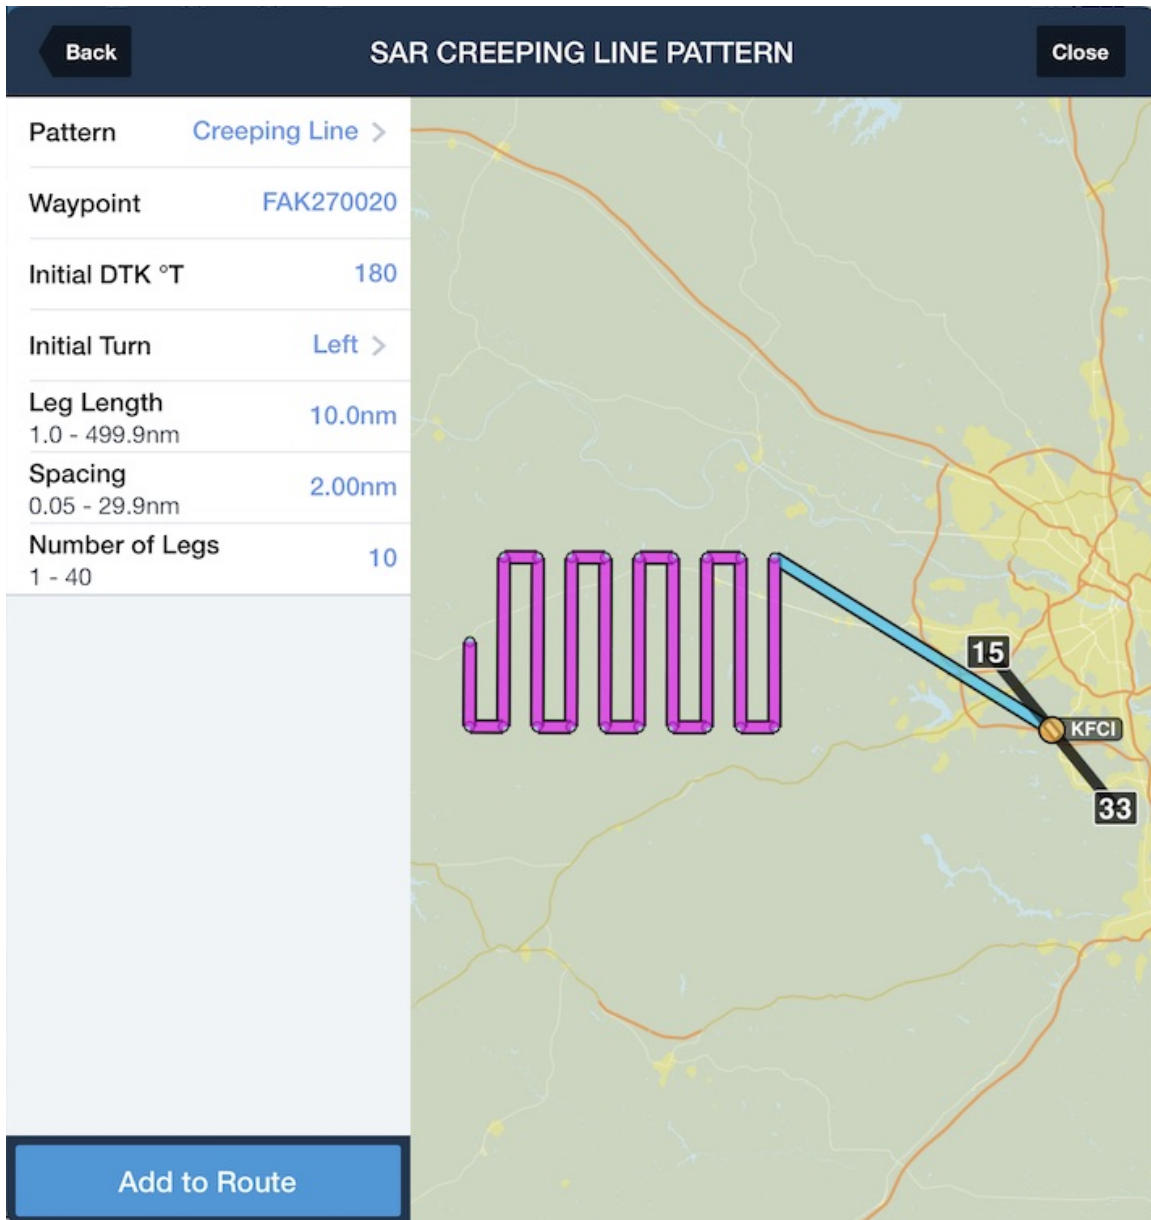 Back
SAR CREEPING LINE PATTERN
Close
Pattern
Creeping Line
Waypoint
FAK270020
Initial DTK °T
180
Initial Turn
Left
Leg Length
1.0 - 499.9nm
10.0nm
Spacing
0.05 - 29.9nm
2.00nm
Number of Legs
1 - 40
10
Add to Route
15
KFCI
33